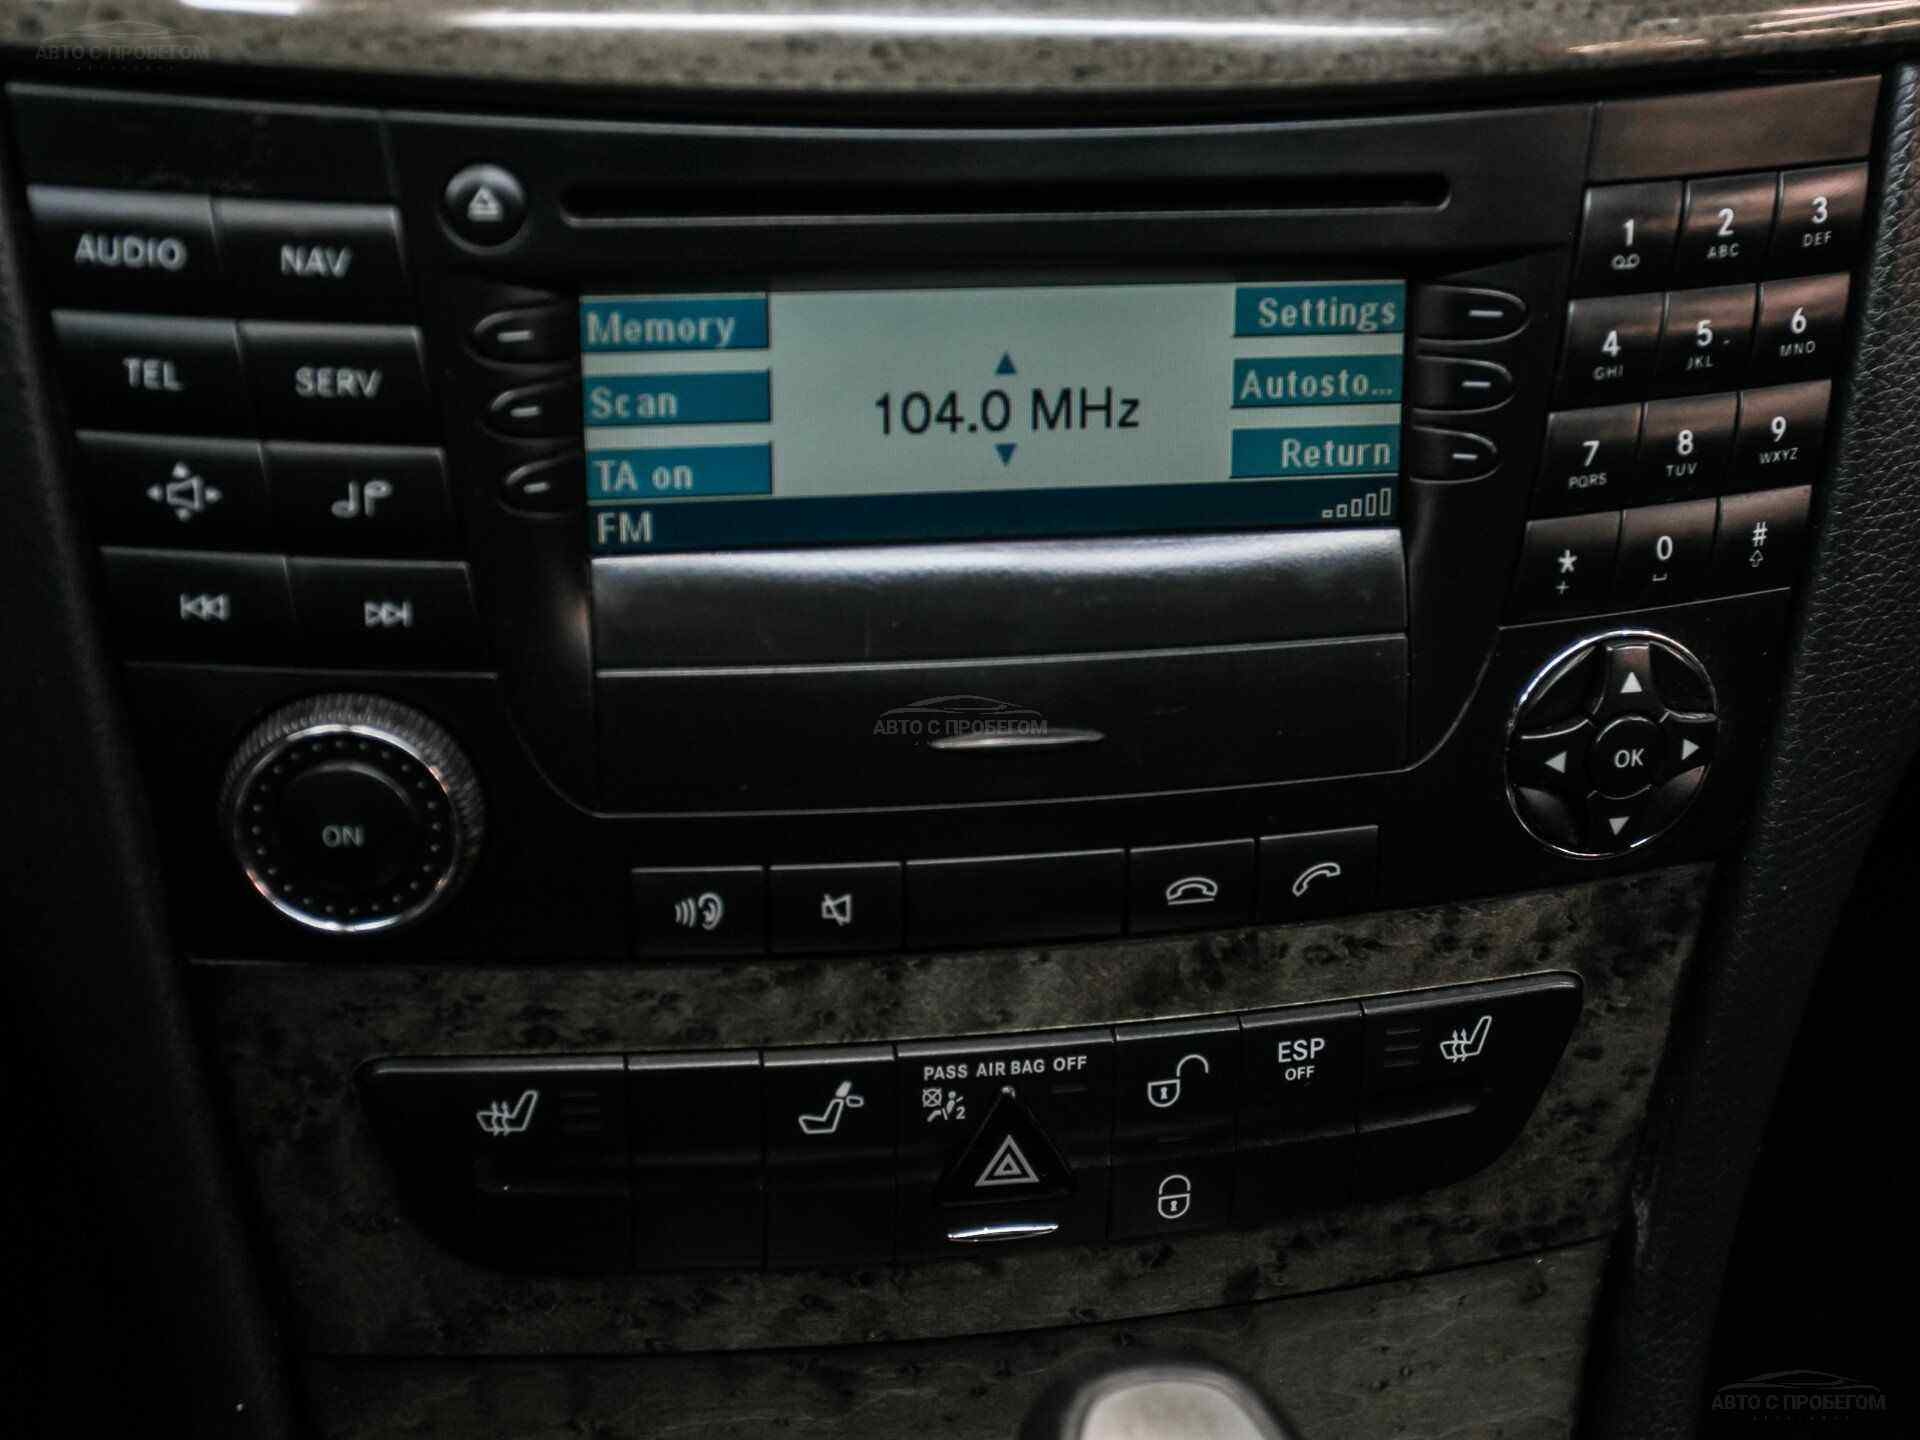 АВТО С ПРОБЕГОМ
AUDIO NAV
TEL SERV
ON
Memory
Scan
TA on
FM
104.0 MHz
Settings
Autosto...
Return
1 2 ABC 3 DEF
4 GHI 5 JKL 6 MNO
7 PQRS 8 TUV 9 WXYZ
* + 0 #
OK
АВТО С ПРОБЕГОМ
PASS AIR BAG OFF
2
ESP
OFF
АВТО С ПРОБЕГОМ